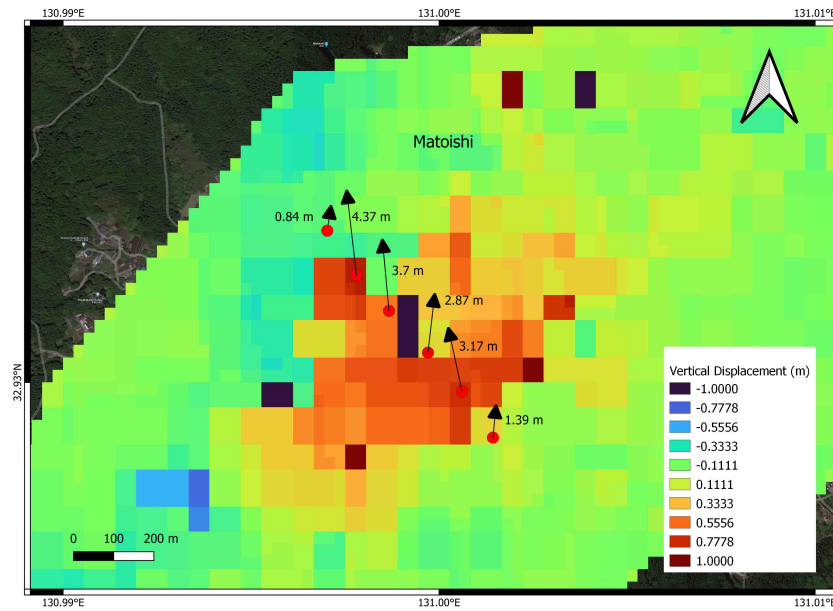 130.99°E 131.00°E 131.01°E
Matoishi
0.84 m
4.37 m
3.7 m
2.87 m
3.17 m
1.39 m
32.93°N
Vertical Displacement (m)
-1.0000
-0.7778
-0.5556
-0.3333
-0.1111
0.1111
0.3333
0.5556
0.7778
1.0000
0 100 200 m
130.99°E 131.00°E 131.01°E